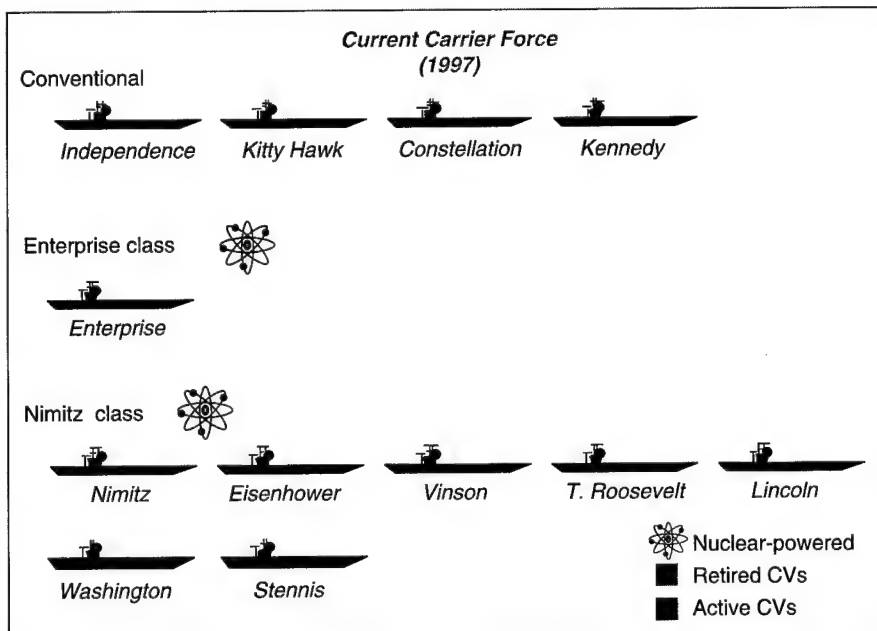 Current Carrier Force
(1997)
Conventional
Independence Kitty Hawk Constellation Kennedy
Enterprise class
Enterprise
Nimitz class
Nimitz Eisenhower Vinson T. Roosevelt Lincoln
Washington Stennis
Nuclear-powered
Retired CVs
Active CVs